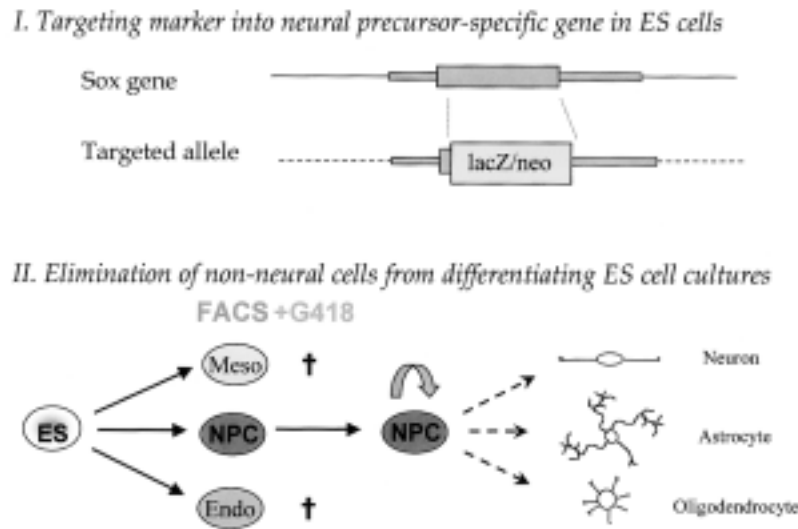 I. Targeting marker into neural precursor-specific gene in ES cells
Sox gene
Targeted allele
lacZ/neo
II. Elimination of non-neural cells from differentiating ES cell cultures
FACS +G418
Meso †
ES
NPC
NPC
Endo †
Neuron
Astrocyte
Oligodendrocyte